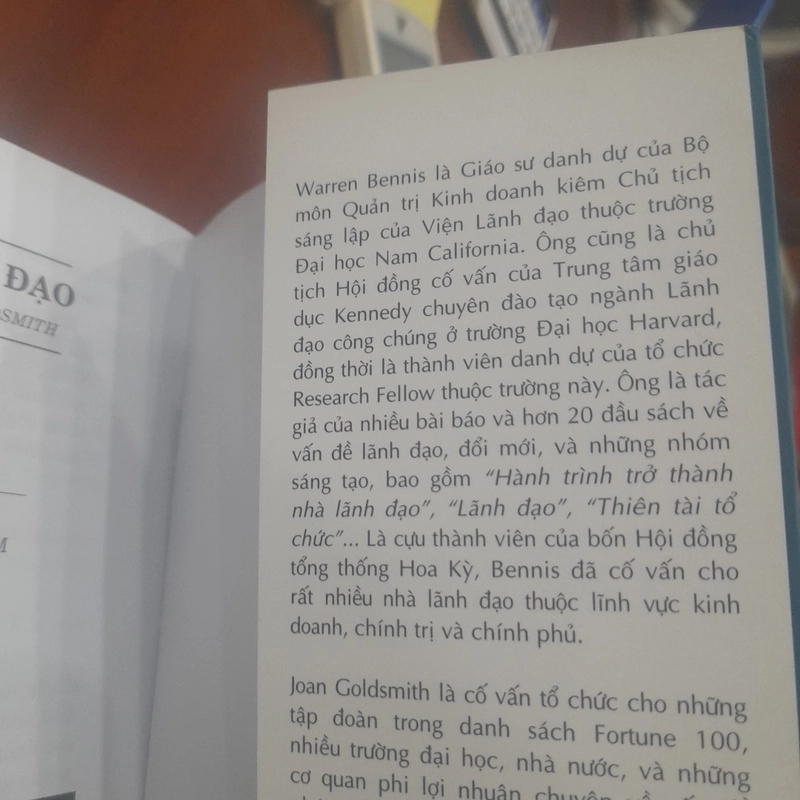 ĐẠO
SMITH
Warren Bennis là Giáo sư danh dự của Bộ
môn Quản trị Kinh doanh kiêm Chủ tịch
sáng lập của Viện Lãnh đạo thuộc trường
Đại học Nam California. Ông cũng là chủ
tịch Hội đồng cố vấn của Trung tâm giáo
dục Kennedy chuyên đào tạo ngành Lãnh
đạo công chúng ở trường Đại học Harvard,
đồng thời là thành viên danh dự của tổ chức
Research Fellow thuộc trường này. Ông là tác
giả của nhiều bài báo và hơn 20 đầu sách về
vấn đề lãnh đạo, đổi mới, và những nhóm
sáng tạo, bao gồm “Hành trình trở thành
nhà lãnh đạo”, “Lãnh đạo”, “Thiên tài tổ
chức”... Là cựu thành viên của bốn Hội đồng
tổng thống Hoa Kỳ, Bennis đã cố vấn cho
rất nhiều nhà lãnh đạo thuộc lĩnh vực kinh
doanh, chính trị và chính phủ.
Joan Goldsmith là cố vấn tổ chức cho những
tập đoàn trong danh sách Fortune 100,
nhiều trường đại học, nhà nước, và những
cơ quan phi lợi nhuận chuyên